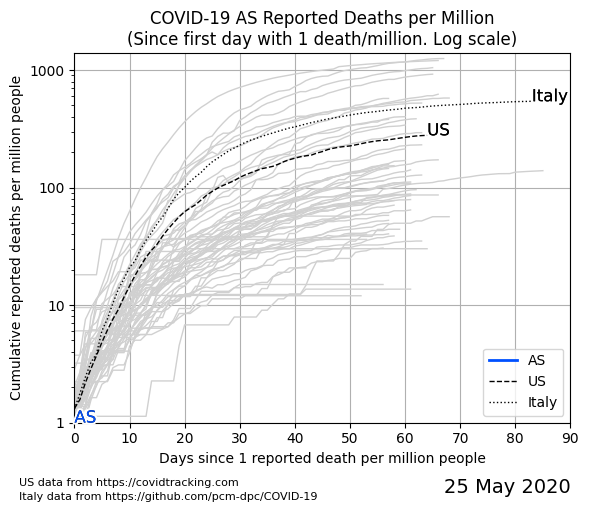 COVID-19 AS Reported Deaths per Million
(Since first day with 1 death/million. Log scale)
Cumulative reported deaths per million people
1000
100
10
1
Italy
US
AS
AS
US
Italy
0 10 20 30 40 50 60 70 80 90
Days since 1 reported death per million people
US data from https://covidtracking.com
Italy data from https://github.com/pcm-dpc/COVID-19
25 May 2020